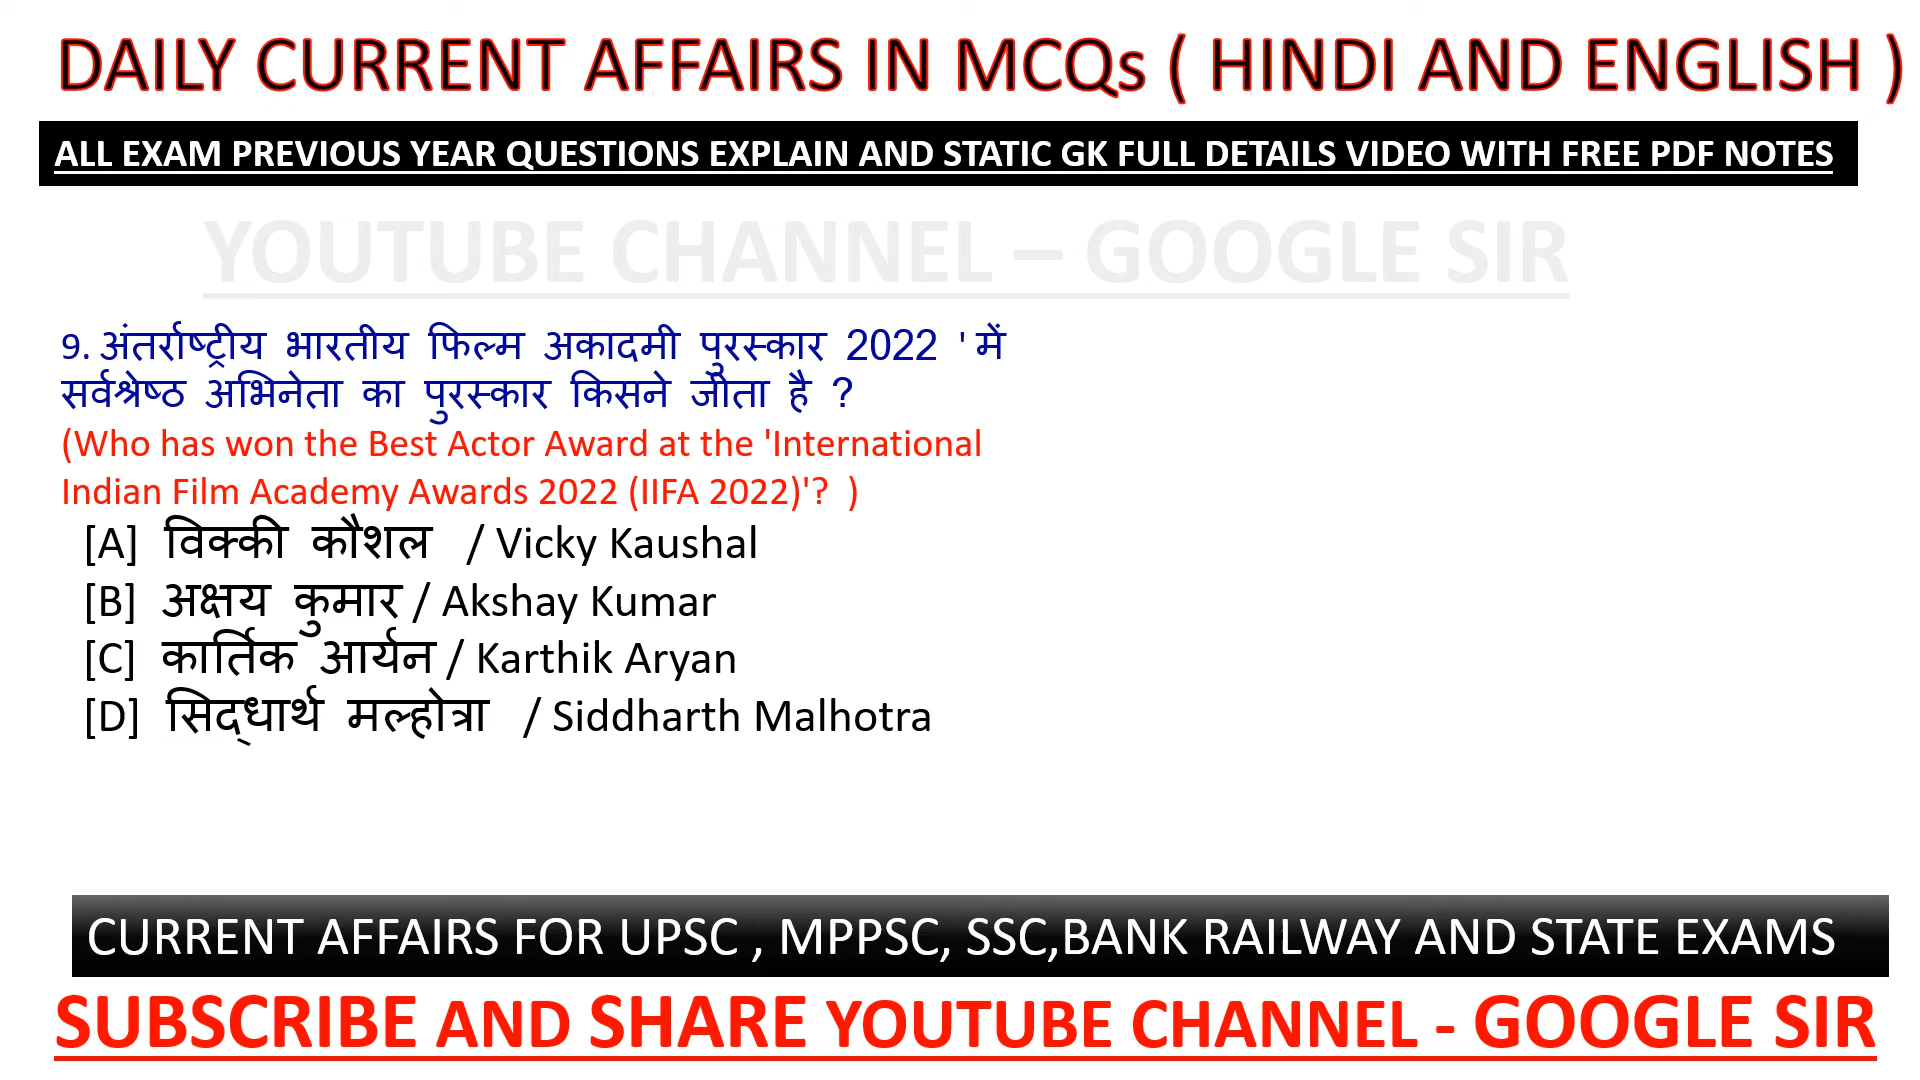 DAILY CURRENT AFFAIRS IN MCQs ( HINDI AND ENGLISH )
ALL EXAM PREVIOUS YEAR QUESTIONS EXPLAIN AND STATIC GK FULL DETAILS VIDEO WITH FREE PDF NOTES
YOUTUBE CHANNEL – GOOGLE SIR
9. अंतर्राष्ट्रीय भारतीय फिल्म अकादमी पुरस्कार 2022 ' में
सर्वश्रेष्ठ अभिनेता का पुरस्कार किसने जीता है ?
(Who has won the Best Actor Award at the 'International
Indian Film Academy Awards 2022 (IIFA 2022)'? )
[A] विक्की कौशल / Vicky Kaushal
[B] अक्षय कुमार / Akshay Kumar
[C] कार्तिक आर्यन / Karthik Aryan
[D] सिद्धार्थ मल्होत्रा / Siddharth Malhotra
CURRENT AFFAIRS FOR UPSC , MPPSC, SSC,BANK RAILWAY AND STATE EXAMS
SUBSCRIBE AND SHARE YOUTUBE CHANNEL - GOOGLE SIR